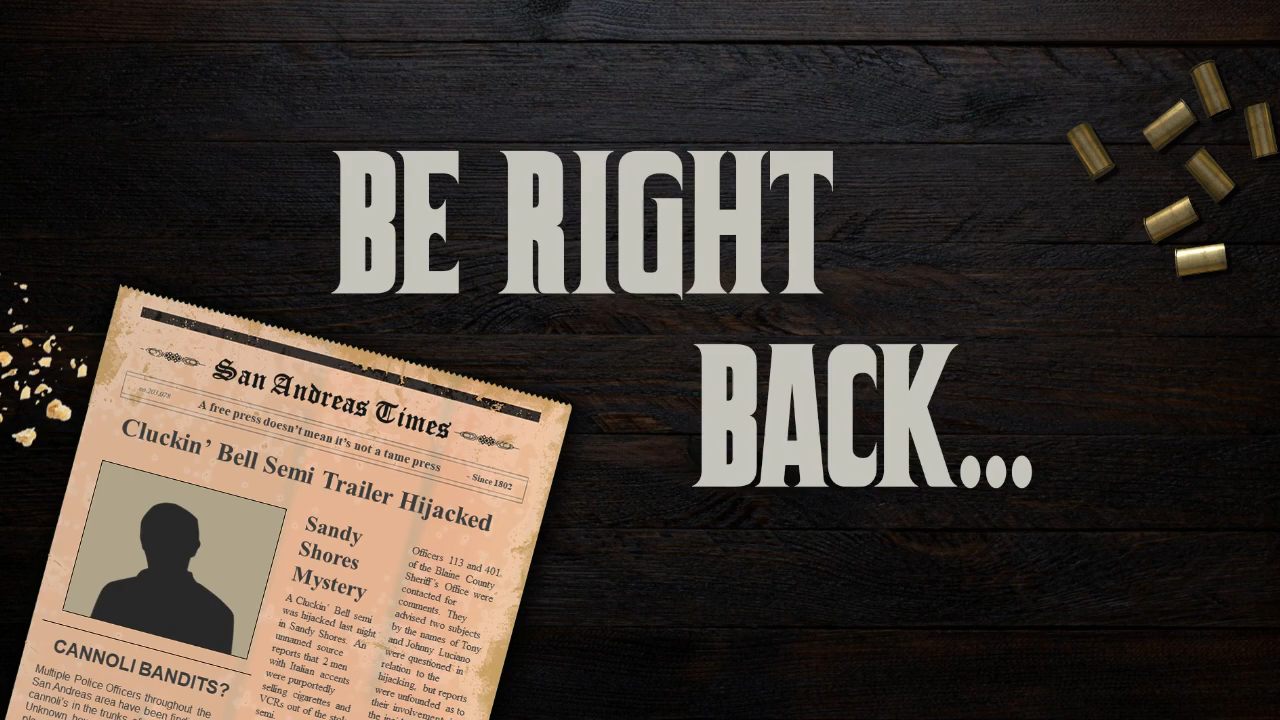 BE RIGHT
BACK...
San Andreas Times
no 203,078
A free press doesn't mean it's not a tame press
- Since 1802
Cluckin' Bell Semi Trailer Hijacked
Sandy
Shores
Mystery
A Cluckin' Bell semi
was hijacked last night
in Sandy Shores. An
unnamed source
reports that 2 men
with Italian accents
were purportedly
selling cigarettes and
VCRs out of the
semi.
Officers 113 and 401.
of the Blaine County
Sheriff's Office were
contacted for
comments. They
advised two subjects
by the names of Tony
and Johnny Luciano
were questioned in
relation to the
hijacking, but reports
were unfounded as to
their
CANNOLI BANDITS?
Multiple Police Officers throughout the
San Andreas area have been
cannoli's in the trunks of
Unknown